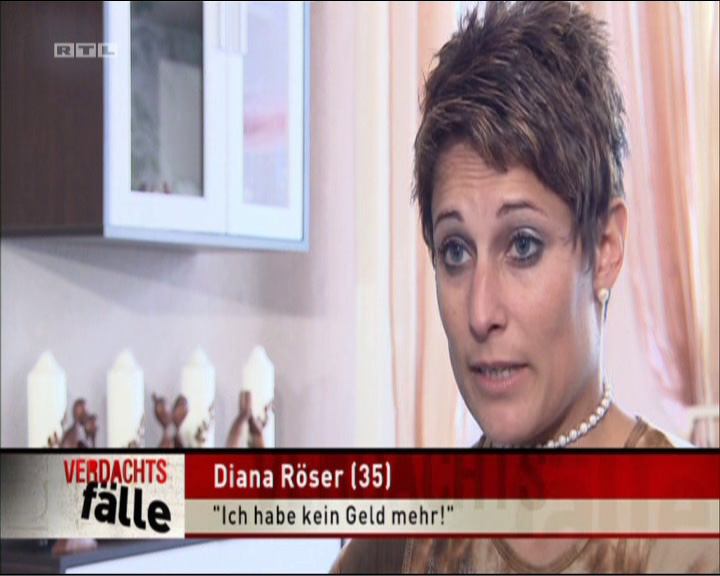 RTL
VERDACHTS
fälle
Diana Röser (35)
"Ich habe kein Geld mehr!"